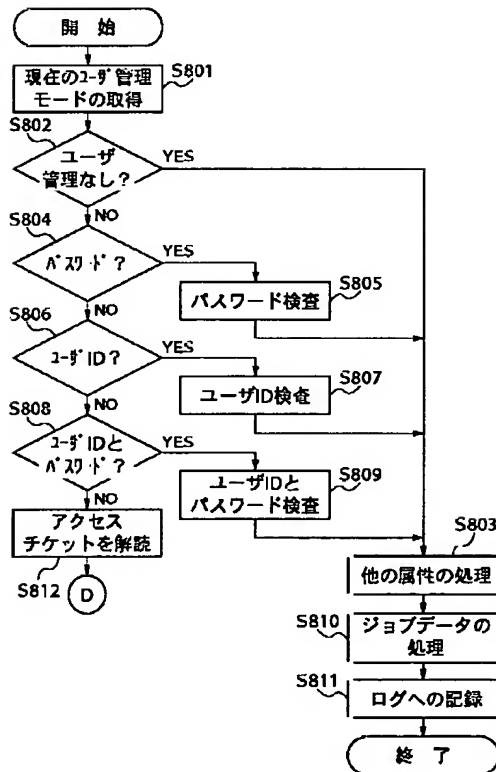 開 始
S801
現在のユーザ管理
モードの取得
S802
ユーザ
管理なし？
YES
NO
S804
パスワード？
YES
S805
パスワード検査
NO
S806
ユーザID？
YES
S807
ユーザID検査
NO
S808
ユーザIDと
パスワード？
YES
S809
ユーザIDと
パスワード検査
NO
アクセス
チケットを解読
S812
D
S803
他の属性の処理
S810
ジョブデータの
処理
S811
ログへの記録
終 了